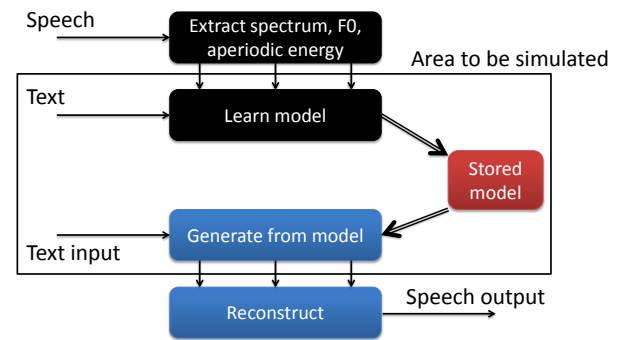 Speech
Extract spectrum, F0,
aperiodic energy
Area to be simulated
Text
Learn model
Stored
model
Generate from model
Text input
Speech output
Reconstruct